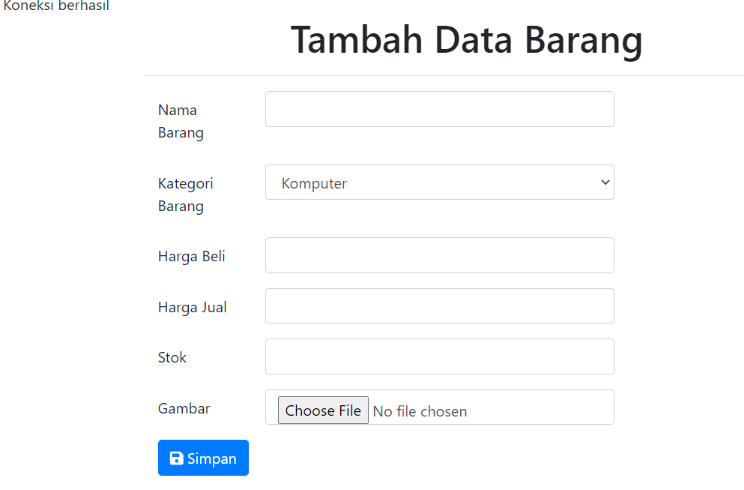 Koneksi berhasil
Tambah Data Barang
Nama
Barang
Kategori
Barang
Komputer
Harga Beli
Harga Jual
Stok
Gambar
Choose File No file chosen
Simpan